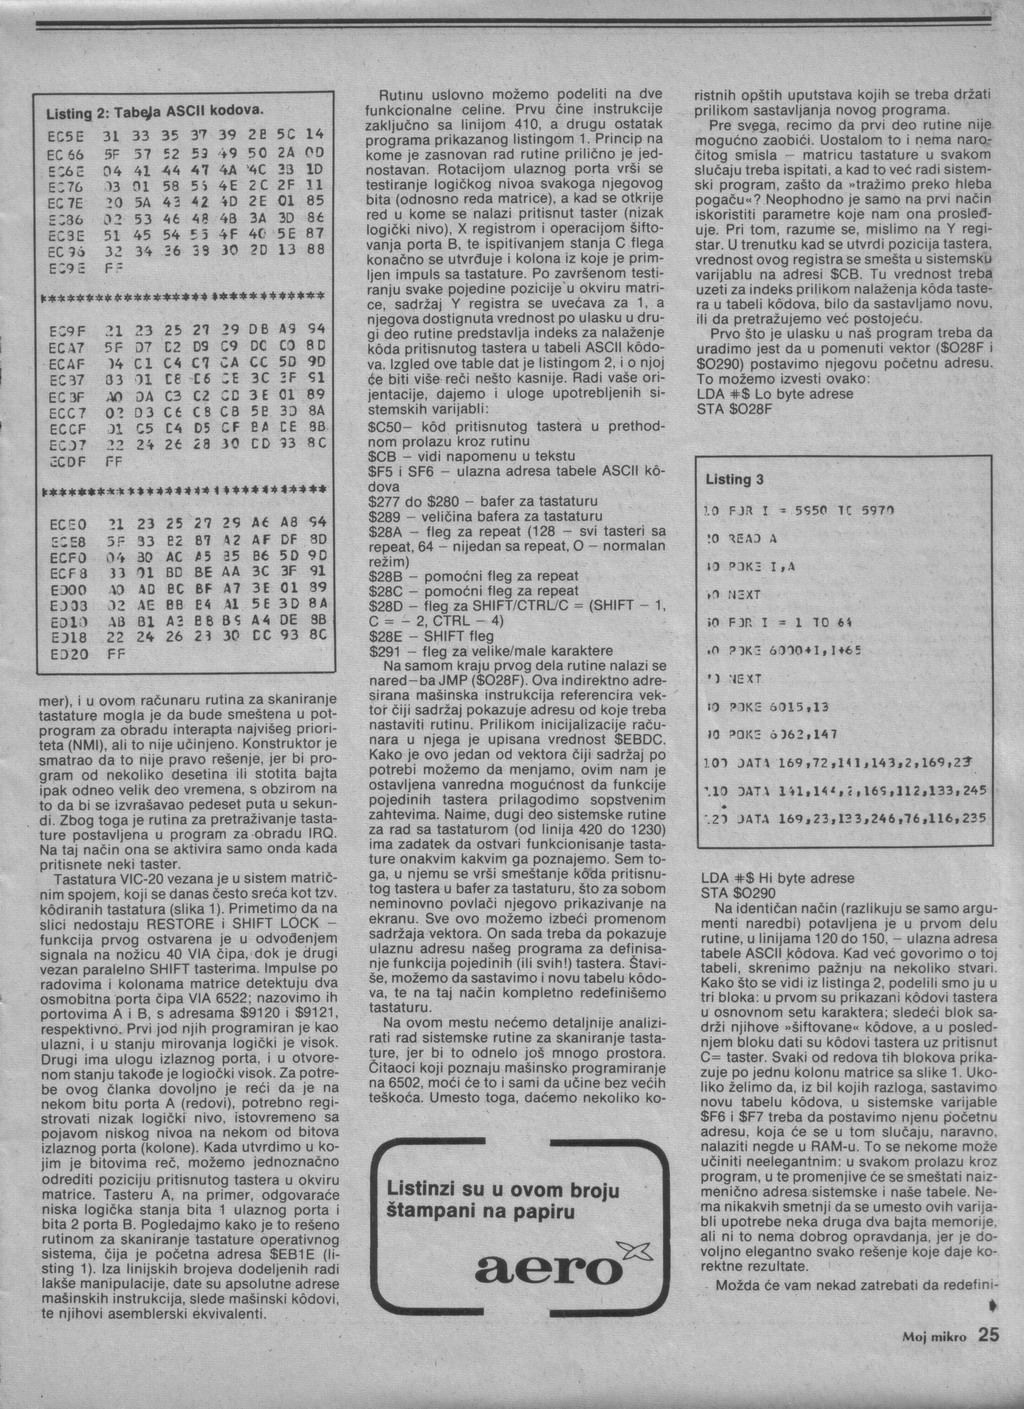 Listing 2: Tabela ASCII kodova.
EC5E 31 33 35 37 39 2B 5C 14
EC66 5F 57 52 59 49 50 2A 0D
EC6E 04 41 44 47 4A 4C 3B 1D
EC76 03 01 58 56 4E 2C 2F 11
EC7E 20 5A 43 42 4D 2E 01 85
EC86 02 53 46 48 4B 3A 3D 86
EC8E 51 45 54 55 4F 40 5E 87
EC96 32 34 36 38 30 2D 13 88
EC9E FF
EC9F 21 23 25 27 29 DB A9 94
ECA7 5F D7 D2 D9 C9 D0 C0 8D
ECAF 04 C1 C4 C7 CA CC 5D 9D
ECB7 83 01 D8 D6 CE 3C 3F 91
ECBF A0 DA C3 C2 CD 3E 01 89
ECC7 02 D3 C6 C8 CB 5B 3D 8A
ECCF D1 C5 D4 D5 CF BA DE 8B
ECD7 22 24 26 28 30 DD 93 8C
ECDF FF
ECE0 21 23 25 27 29 A6 A8 94
ECE8 5F B3 B2 B7 A2 AF DF 8D
ECF0 04 B0 AC A5 B5 B6 5D 9D
ECF8 83 01 BD BE AA 3C 3F 91
ED00 A0 AD BC BF A7 3E 01 89
ED08 02 AE BB B4 A1 5B 3D 8A
ED10 AB B1 A3 B8 B9 A4 DE 8B
ED18 22 24 26 28 30 DC 93 8C
ED20 FF
mer), i u ovom računaru rutina za skaniranje
tastature mogla je da bude smeštena u pot-
program za obradu interapta najvišeg priori-
teta (NMI), ali to nije učinjeno. Konstruktor je
smatrao da to nije pravo rešenje, jer bi pro-
gram od nekoliko desetina ili stotita bajta
ipak odneo velik deo vremena, s obzirom na
to da bi se izvrašavao pedeset puta u sekun-
di. Zbog toga je rutina za pretraživanje tasta-
ture postavljena u program za obradu IRQ.
Na taj način ona se aktivira samo onda kada
pritisnete neki taster.
Tastatura VIC-20 vezana je u sistem matrič-
nim spojem, koji se danas često sreća kot tzv.
kôdiranih tastatura (slika 1). Primetimo da na
slici nedostaju RESTORE i SHIFT LOCK –
funkcija prvog ostvarena je u odvođenjem
signala na nožicu 40 VIA čipa, dok je drugi
vezan paralelno SHIFT tasterima. Impulse po
radovima i kolonama matrice detektuju dva
osmobitna porta čipa VIA 6522; nazovimo ih
portovima A i B, s adresama $9120 i $9121,
respektivno. Prvi jod njih programiran je kao
ulazni, i u stanju mirovanja logički je visok.
Drugi ima ulogu izlaznog porta, i u otvore-
nom stanju takođe je logiočki visok. Za potre-
be ovog članka dovoljno je reći da je na
nekom bitu porta A (redovi), potrebno regi-
strovati nizak logički nivo, istovremeno sa
pojavom niskog nivoa na nekom od bitova
izlaznog porta (kolone). Kada utvrdimo u ko-
jim je bitovima reč, možemo jednoznačno
odrediti poziciju pritisnutog tastera u okviru
matrice. Tasteru A, na primer, odgovaraće
niska logička stanja bita 1 ulaznog porta i
bita 2 porta B. Pogledajmo kako je to rešeno
rutinom za skaniranje tastature operativnog
sistema, čija je početna adresa $EB1E (li-
sting 1). Iza linijskih brojeva dodeljenih radi
lakše manipulacije, date su apsolutne adrese
mašinskih instrukcija, slede mašinski kôdovi,
te njihovi asemblerski ekvivalenti.
Rutinu uslovno možemo podeliti na dve
funkcionalne celine. Prvu čine instrukcije
zaključno sa linijom 410, a drugu ostatak
programa prikazanog listingom 1. Princip na
kome je zasnovan rad rutine prilično je jed-
nostavan. Rotacijom ulaznog porta vrši se
testiranje logičkog nivoa svakoga njegovog
bita (odnosno reda matrice), a kad se otkrije
red u kome se nalazi pritisnut taster (nizak
logički nivo), X registrom i operacijom šifto-
vanja porta B, te ispitivanjem stanja C flega
konačno se utvrđuje i kolona iz koje je prim-
ljen impuls sa tastature. Po završenom testi-
ranju svake pojedine pozicije u okviru matri-
ce, sadržaj Y registra se uvećava za 1, a
njegova dostignuta vrednost po ulasku u dru-
gi deo rutine predstavlja indeks za nalaženje
kôda pritisnutog tastera u tabeli ASCII kôdo-
va. Izgled ove table dat je listingom 2, i o njoj
će biti više reči nešto kasnije. Radi vaše ori-
jentacije, dajemo i uloge upotrebljenih si-
stemskih varijabli:
$C50– kôd pritisnutog tastera u prethod-
nom prolazu kroz rutinu
$CB – vidi napomenu u tekstu
$F5 i SF6 – ulazna adresa tabele ASCII kô-
dova
$277 do $280 – bafer za tastaturu
$289 – veličina bafera za tastaturu
$28A – fleg za repeat (128 – svi tasteri sa
repeat, 64 – nijedan sa repeat, O – normalan
režim)
$28B – pomoćni fleg za repeat
$28C – pomoćni fleg za repeat
$28D – fleg za SHIFT/CTRL/C = (SHIFT – 1,
C = – 2, CTRL – 4)
$28E – SHIFT fleg
$291 – fleg za velike/male karaktere
Na samom kraju prvog dela rutine nalazi se
nared–ba JMP ($O28F). Ova indirektno adre-
sirana mašinska instrukcija referencira vek-
tor čiji sadržaj pokazuje adresu od koje treba
nastaviti rutinu. Prilikom inicijalizacije raču-
nara u njega je upisana vrednost $EBDC.
Kako je ovo jedan od vektora čiji sadržaj po
potrebi možemo da menjamo, ovim nam je
ostavljena vanredna mogućnost da funkcije
pojedinih tastera prilagodimo sopstvenim
zahtevima. Naime, dugi deo sistemske rutine
za rad sa tastaturom (od linija 420 do 1230)
ima zadatek da ostvari funkcionisanje tasta-
ture onakvim kakvim ga poznajemo. Sem to-
ga, u njemu se vrši smeštanje kôda pritisnu-
tog tastera u bafer za tastaturu, što za sobom
neminovno povlači njegovo prikazivanje na
ekranu. Sve ovo možemo izbeći promenom
sadržaja vektora. On sada treba da pokazuje
ulaznu adresu našeg programa za definisa-
nje funkcija pojedinih (ili svih!) tastera. Štavi-
še, možemo da sastavimo i novu tabelu kôdo-
va, te na taj način kompletno redefinišemo
tastaturu.
Na ovom mestu nećemo detaljnije analizi-
rati rad sistemske rutine za skaniranje tasta-
ture, jer bi to odnelo još mnogo prostora.
Čitaoci koji poznaju mašinsko programiranje
na 6502, moći će to i sami da učine bez većih
teškoća. Umesto toga, daćemo nekoliko ko-
Listinzi su u ovom broju
štampani na papiru
aero
ristnih opštih uputstava kojih se treba držati
prilikom sastavljanja novog programa.
Pre svega, recimo da prvi deo rutine nije
mogućno zaobići. Uostalom to i nema naro-
čitog smisla – matricu tastature u svakom
slučaju treba ispitati, a kad to već radi sistem-
ski program, zašto da »tražimo preko hleba
pogaču«? Neophodno je samo na prvi način
iskoristiti parametre koje nam ona prosleđ-
uje. Pri tom, razume se, mislimo na Y regi-
star. U trenutku kad se utvrdi pozicija tastera,
vrednost ovog registra se smešta u sistemsku
varijablu na adresi $CB. Tu vrednost treba
uzeti za indeks prilikom nalaženja kôda taste-
ra u tabeli kôdova, bilo da sastavljamo novu,
ili da pretražujemo već postojeću.
Prvo što je ulasku u naš program treba da
uradimo jest da u pomenuti vektor ($O28F i
$O290) postavimo njegovu početnu adresu.
To možemo izvesti ovako:
LDA #$ Lo byte adrese
STA $O28F
Listing 3
10 FOR I = 5950 TO 5970
20 READ A
30 POKE I,A
40 NEXT
50 FOR I = 1 TO 64
60 POKE 6000+I,I+65
70 NEXT
80 POKE 6015,13
90 POKE 6062,147
100 DATA 169,72,141,143,2,169,23
110 DATA 141,144,2,169,112,133,245
120 DATA 169,23,133,246,76,116,235
LDA #$ Hi byte adrese
STA $O290
Na identičan način (razlikuju se samo argu-
menti naredbi) potavljena je u prvom delu
rutine, u linijama 120 do 150, – ulazna adresa
tabele ASCII kôdova. Kad već govorimo o toj
tabeli, skrenimo pažnju na nekoliko stvari.
Kako što se vidi iz listinga 2, podelili smo ju u
tri bloka: u prvom su prikazani kôdovi tastera
u osnovnom setu karaktera; sledeći blok sa-
drži njihove »šiftovane« kôdove, a u posled-
njem bloku dati su kôdovi tastera uz pritisnut
C= taster. Svaki od redova tih blokova prika-
zuje po jednu kolonu matrice sa slike 1. Uko-
liko želimo da, iz bil kojih razloga, sastavimo
novu tabelu kôdova, u sistemske varijable
$F6 i $F7 treba da postavimo njenu početnu
adresu, koja će se u tom slučaju, naravno,
nalaziti negde u RAM-u. To se nekome može
učiniti neelegantnim: u svakom prolazu kroz
program, u te promenjive će se smeštati naiz-
menično adresa sistemske i naše tabele. Ne-
ma nikakvih smetnji da se umesto ovih varija-
bli upotrebe neka druga dva bajta memorije,
ali ni to nema dobrog opravdanja, jer je do-
voljno elegantno svako rešenje koje daje ko-
rektne rezultate.
Možda će vam nekad zatrebati da redefini-
Moj mikro 25